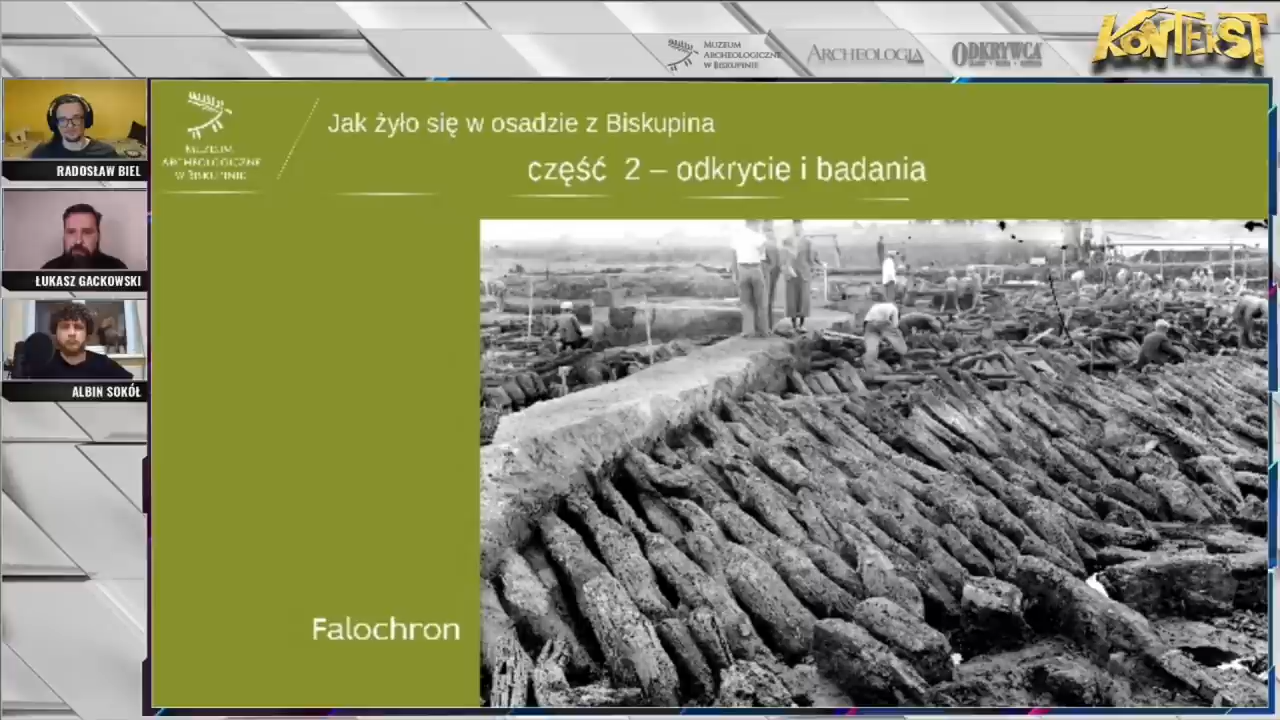 MUZEUM
ARCHEOLOGICZNE
W BISKUPINIE
ARCHEOLOGIA
ODKRYWCA
KONTEKST
RADOSŁAW BIEL
ŁUKASZ GACKOWSKI
ALBIN SOKÓŁ
MUZEUM
ARCHEOLOGICZNE
W BISKUPINIE
Jak żyło się w osadzie z Biskupina
część 2 – odkrycie i badania
Falochron